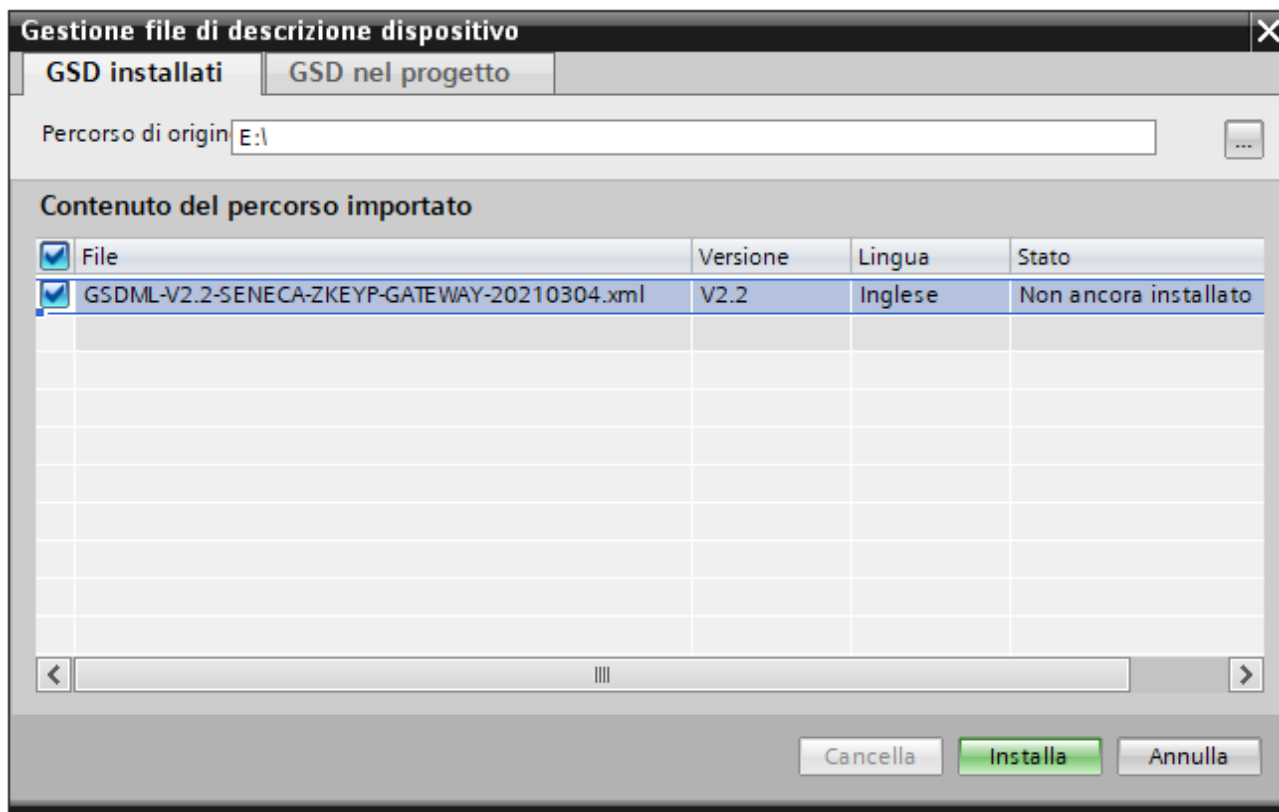 Gestione file di descrizione dispositivo
GSD installati GSD nel progetto
Percorso di origin E:\ ...
Contenuto del percorso importato
File Versione Lingua Stato
GSDML-V2.2-SENECA-ZKEYP-GATEWAY-20210304.xml V2.2 Inglese Non ancora installato
Cancella Installa Annulla